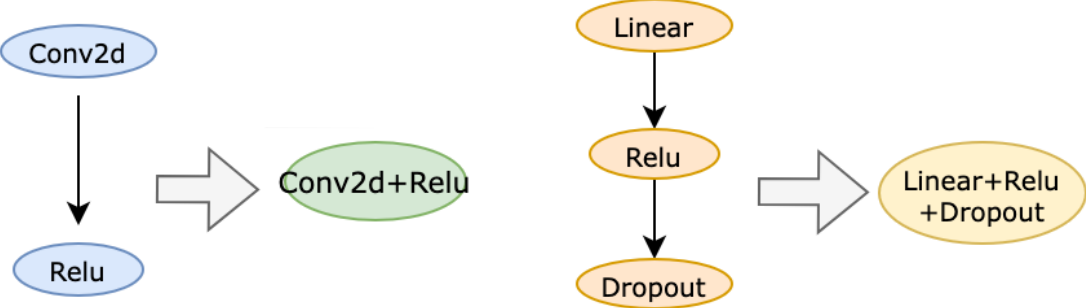 Conv2d
Relu
Conv2d+Relu
Linear
Relu
Dropout
Linear+Relu
+Dropout